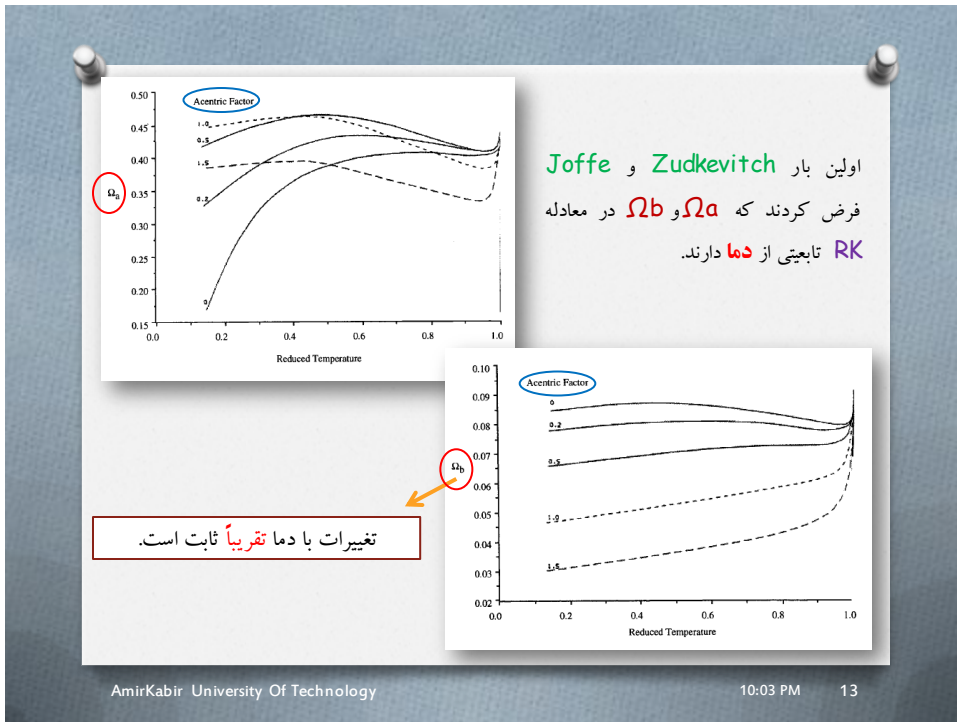 اولین بار Zudkevitch و Joffe
فرض کردند که Ωa و Ωb در معادله
RK تابعیتی از دما دارند.
Acentric Factor
0.50
0.45
0.40
0.35
0.30
0.25
0.20
0.15
Ωa
1.0
0.5
1.5
0.2
0
0.0 0.2 0.4 0.6 0.8 1.0
Reduced Temperature
Acentric Factor
0.10
0.09
0.08
0.07
0.06
0.05
0.04
0.03
0.02
Ωb
0
0.2
0.5
1.0
1.5
0.0 0.2 0.4 0.6 0.8 1.0
Reduced Temperature
تغییرات با دما تقریباً ثابت است.
AmirKabir University Of Technology 10:03 PM 13